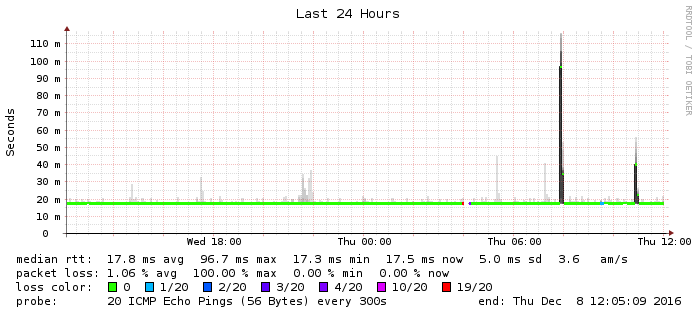 Last 24 Hours
RRDTOOL / TOBI OETIKER
Seconds
110 m
100 m
90 m
80 m
70 m
60 m
50 m
40 m
30 m
20 m
10 m
0
Wed 18:00 Thu 00:00 Thu 06:00 Thu 12:00
median rtt: 17.8 ms avg 96.7 ms max 17.3 ms min 17.5 ms now 5.0 ms sd 3.6 am/s
packet loss: 1.06 % avg 100.00 % max 0.00 % min 0.00 % now
loss color: 0 1/20 2/20 3/20 4/20 10/20 19/20
probe: 20 ICMP Echo Pings (56 Bytes) every 300s end: Thu Dec 8 12:05:09 2016